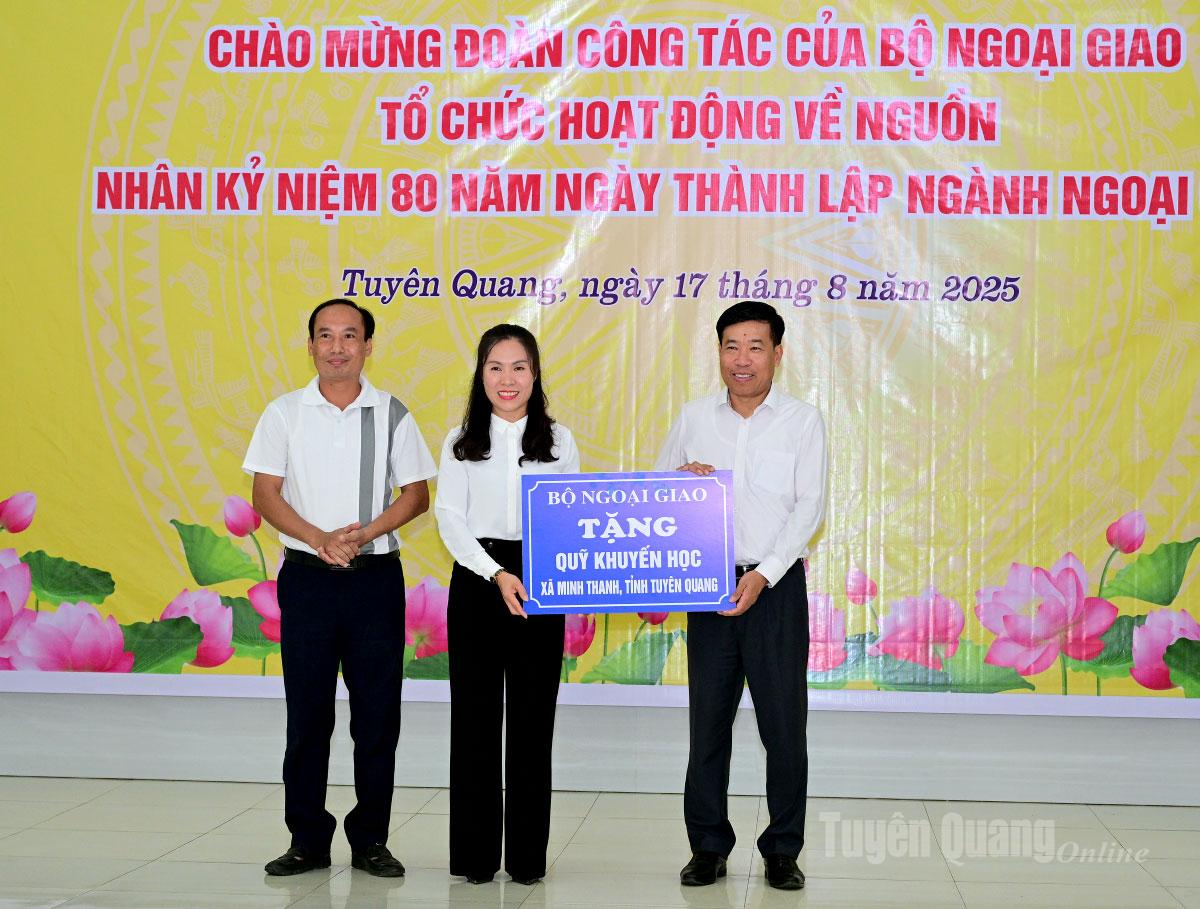 CHÀO MỪNG ĐOÀN CÔNG TÁC CỦA BỘ NGOẠI GIAO
TỔ CHỨC HOẠT ĐỘNG VỀ NGUỒN
NHÂN KỶ NIỆM 80 NĂM NGÀY THÀNH LẬP NGÀNH NGOẠI
Tuyên Quang, ngày 17 tháng 8 năm 2025
BỘ NGOẠI GIAO
TẶNG
QUỸ KHUYẾN HỌC
XÃ MINH THANH, TỈNH TUYÊN QUANG
Tuyên Quang Online